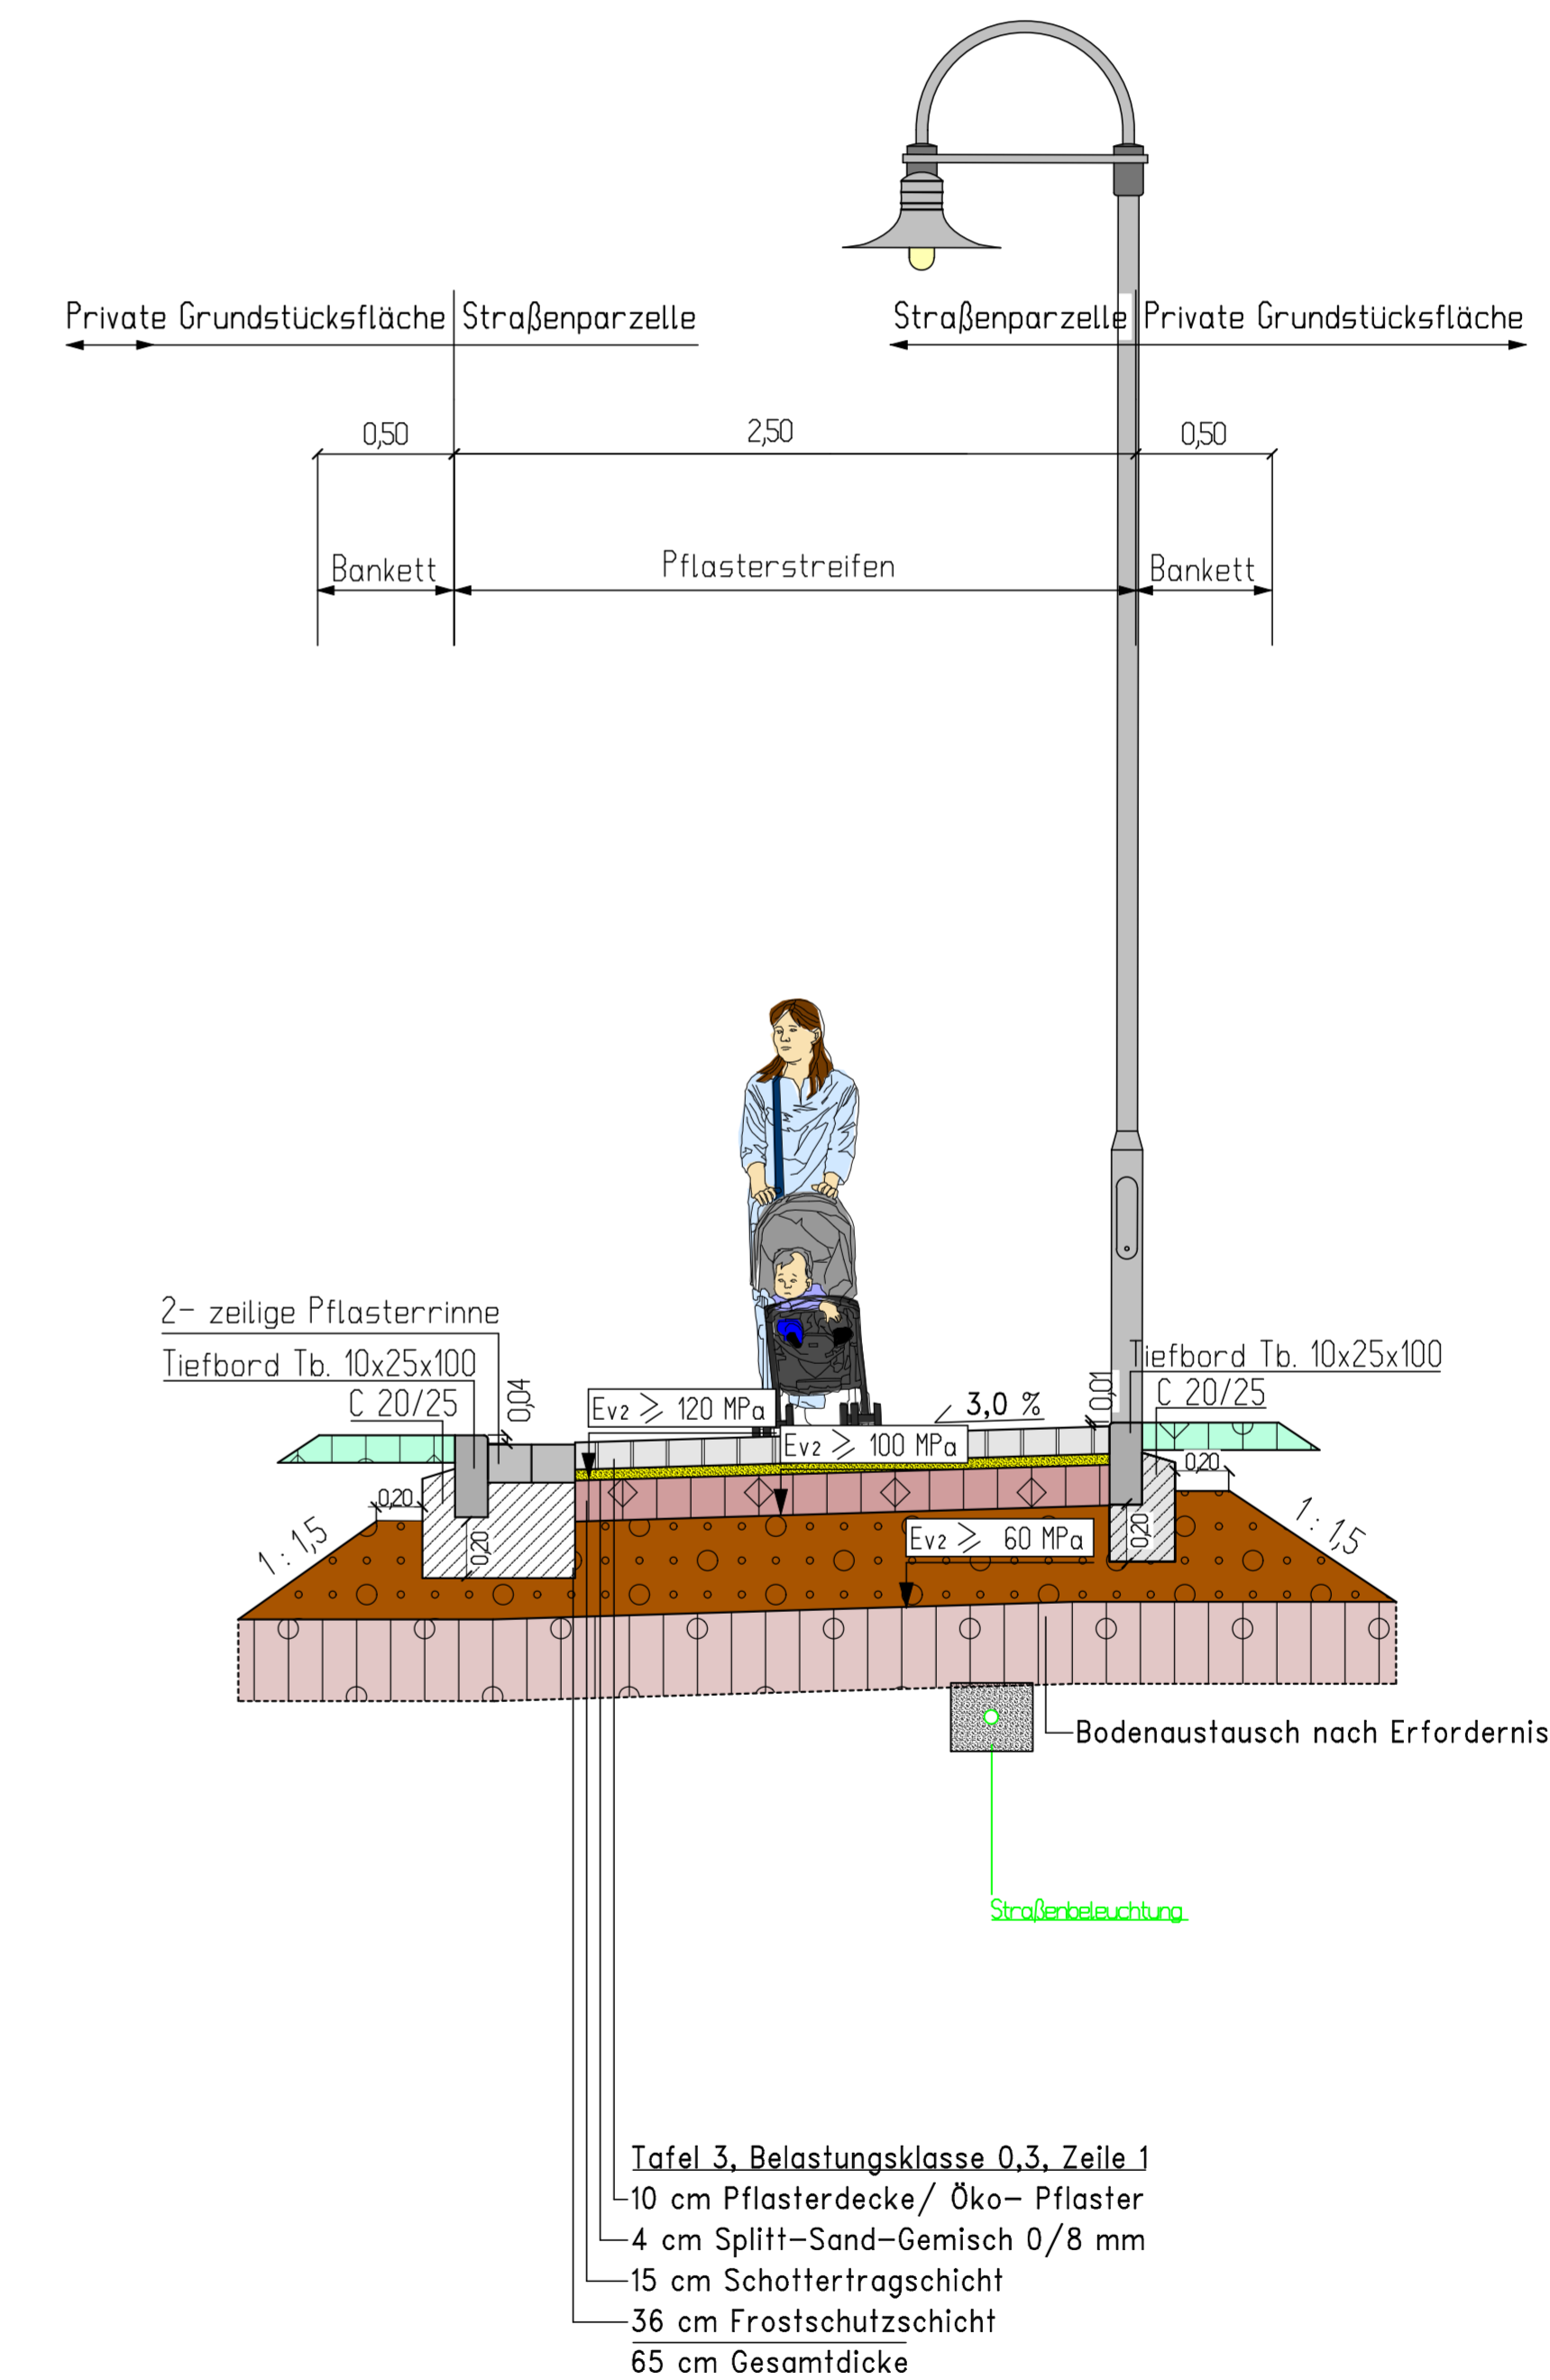 Private Grundstücksfläche
Straßenparzelle
Straßenparzelle
Private Grundstücksfläche
0,50
2,50
0,50
Bankett
Pflasterstreifen
Bankett
2- zeilige Pflasterrinne
Tiefbord Tb. 10x25x100
C 20/25
0,04
Ev2 ≥ 120 MPa
3,0 %
0,01
Tiefbord Tb. 10x25x100
C 20/25
Ev2 ≥ 100 MPa
0,20
0,20
1 : 1,5
0,20
Ev2 ≥ 60 MPa
0,20
1 : 1,5
Bodenaustausch nach Erfordernis
Straßenbeleuchtung
Tafel 3, Belastungsklasse 0,3, Zeile 1
10 cm Pflasterdecke/ Öko- Pflaster
4 cm Splitt-Sand-Gemisch 0/8 mm
15 cm Schottertragschicht
36 cm Frostschutzschicht
65 cm Gesamtdicke